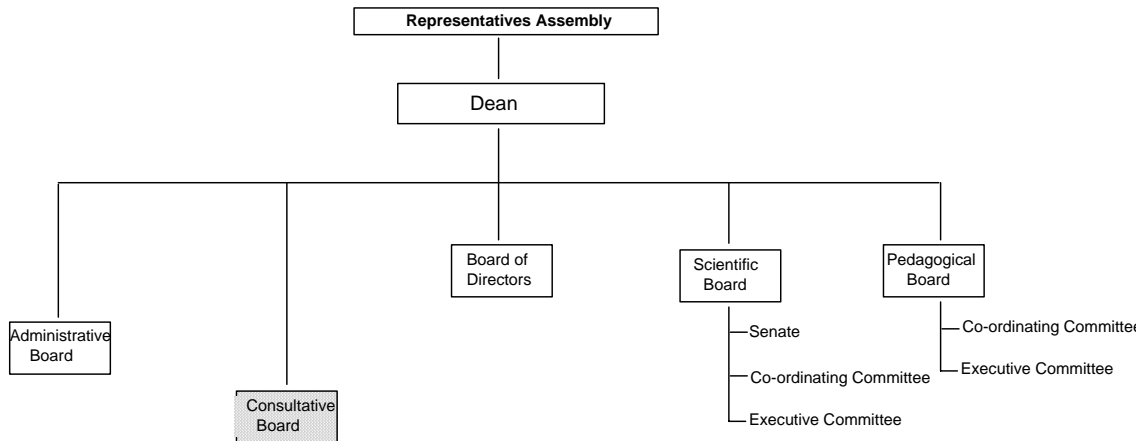 Representatives Assembly
Dean
Board of
Directors
Scientific
Board
Pedagogical
Board
Administrative
Board
Consultative
Board
Senate
Co-ordinating Committee
Executive Committee
Co-ordinating Committee
Executive Committee